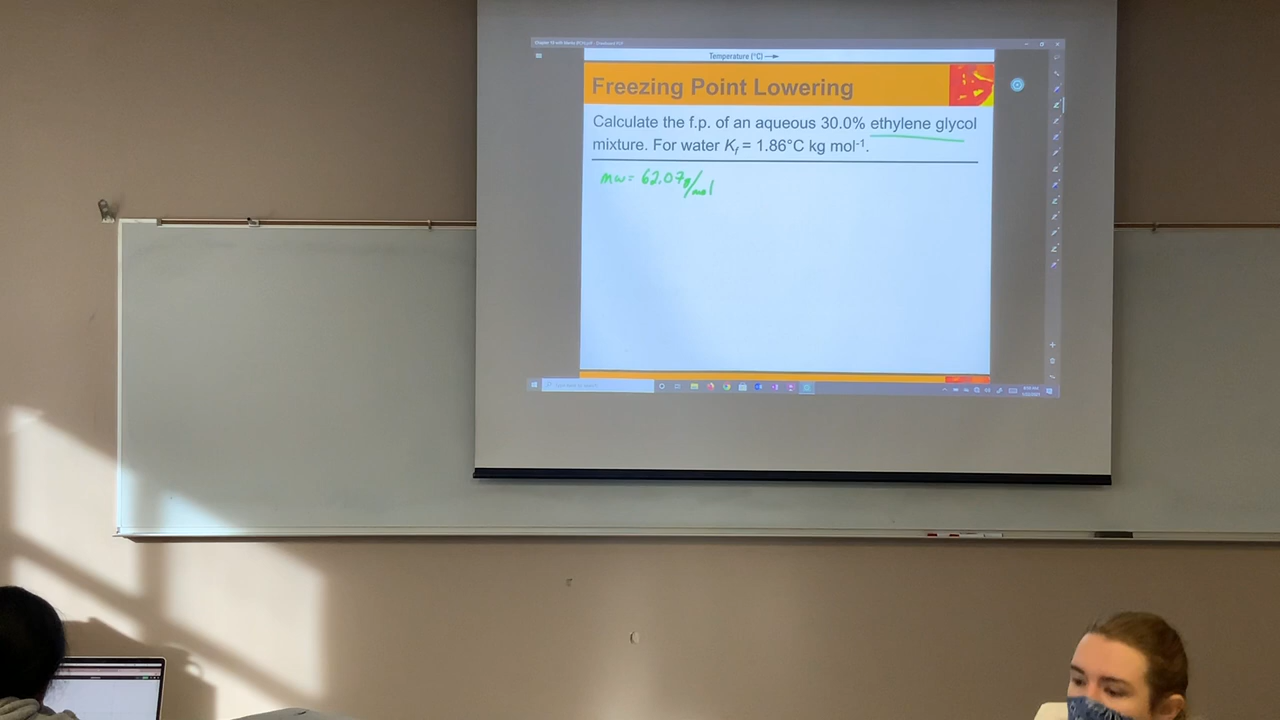 Temperature (°C) →
Freezing Point Lowering
Calculate the f.p. of an aqueous 30.0% ethylene glycol
mixture. For water Kf = 1.86°C kg mol-1.
mw = 62.07g/mol